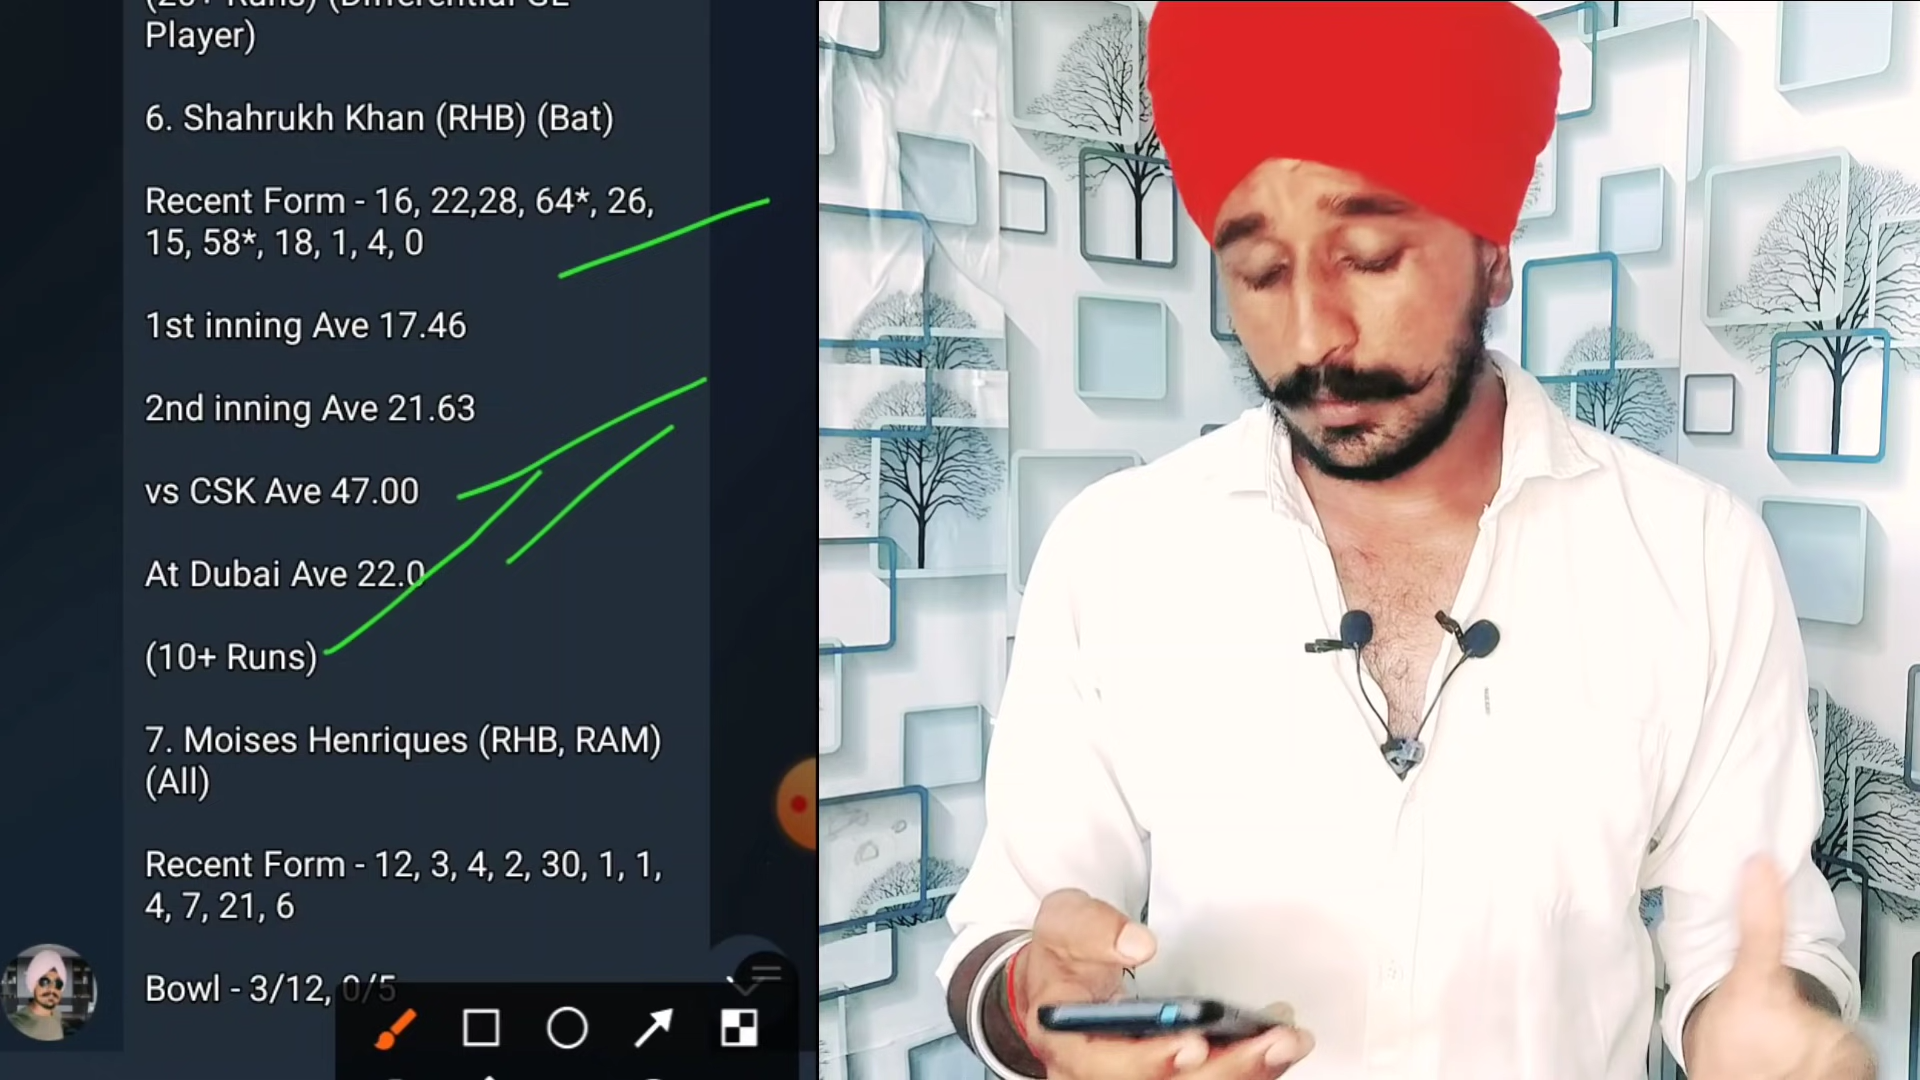 Player)
6. Shahrukh Khan (RHB) (Bat)
Recent Form - 16, 22,28, 64*, 26,
15, 58*, 18, 1, 4, 0
1st inning Ave 17.46
2nd inning Ave 21.63
vs CSK Ave 47.00
At Dubai Ave 22.0
(10+ Runs)
7. Moises Henriques (RHB, RAM)
(All)
Recent Form - 12, 3, 4, 2, 30, 1, 1,
4, 7, 21, 6
Bowl - 3/12, 0/5